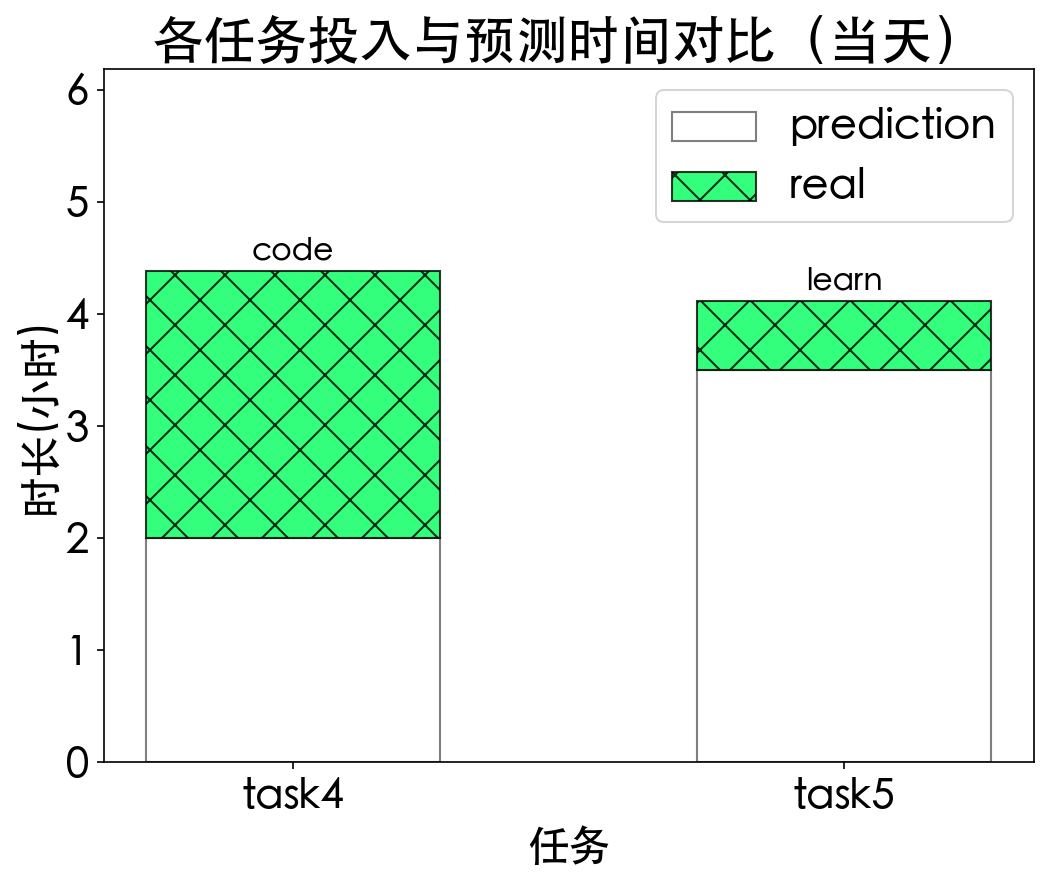 各任务投入与预测时间对比（当天）
6
5
4
3
2
1
0
时长(小时)
prediction
real
code
learn
task4
task5
任务